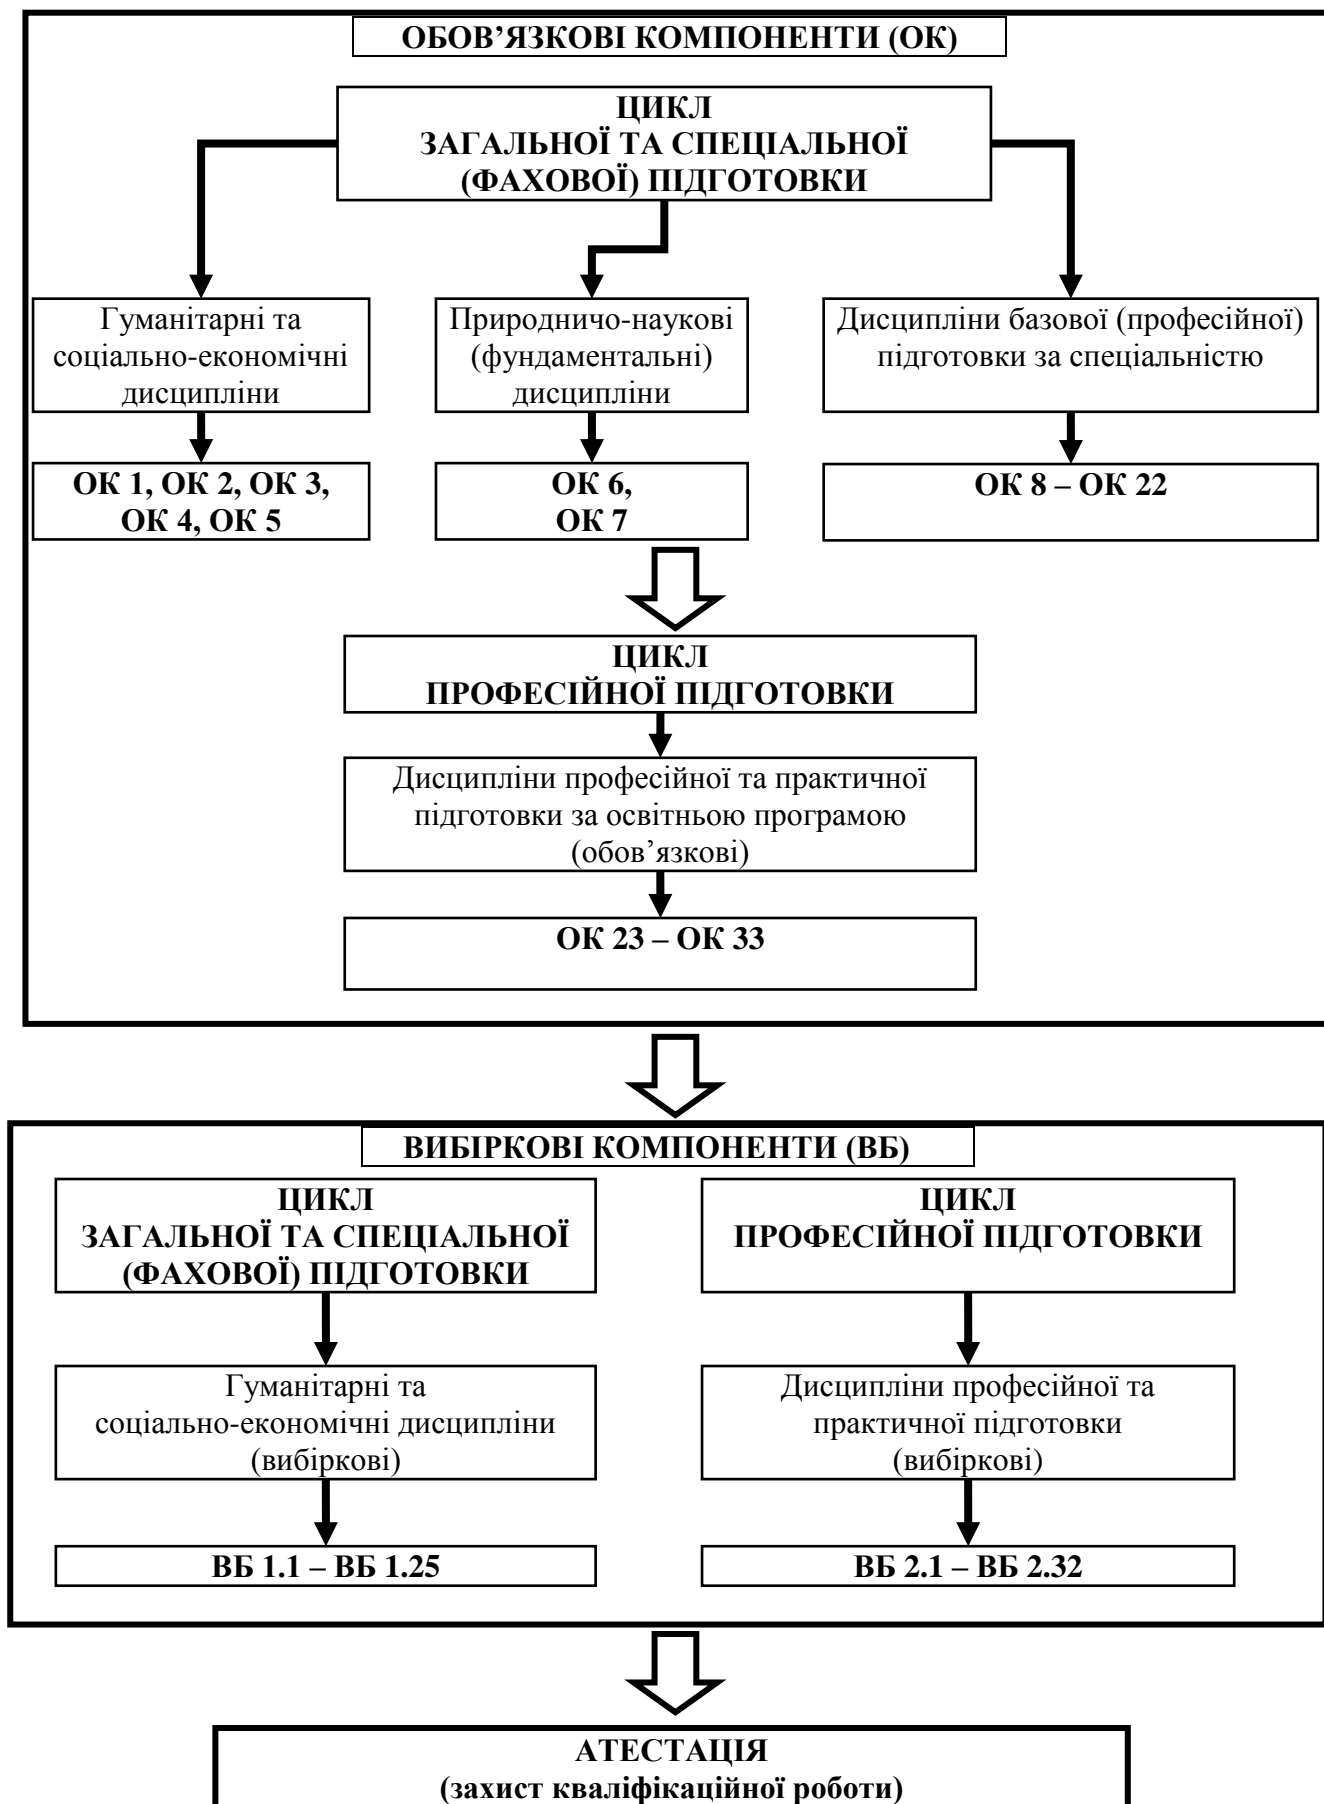 ОБОВ’ЯЗКОВІ КОМПОНЕНТИ (ОК)
ЦИКЛ
ЗАГАЛЬНОЇ ТА СПЕЦІАЛЬНОЇ
(ФАХОВОЇ) ПІДГОТОВКИ
Гуманітарні та
соціально-економічні
дисципліни
Природничо-наукові
(фундаментальні)
дисципліни
Дисципліни базової (професійної)
підготовки за спеціальністю
ОК 1, ОК 2, ОК 3,
ОК 4, ОК 5
ОК 6,
ОК 7
ОК 8 – ОК 22
ЦИКЛ
ПРОФЕСІЙНОЇ ПІДГОТОВКИ
Дисципліни професійної та практичної
підготовки за освітньою програмою
(обов’язкові)
ОК 23 – ОК 33
ВИБІРКОВІ КОМПОНЕНТИ (ВБ)
ЦИКЛ
ЗАГАЛЬНОЇ ТА СПЕЦІАЛЬНОЇ
(ФАХОВОЇ) ПІДГОТОВКИ
ЦИКЛ
ПРОФЕСІЙНОЇ ПІДГОТОВКИ
Гуманітарні та
соціально-економічні дисципліни
(вибіркові)
Дисципліни професійної та
практичної підготовки
(вибіркові)
ВБ 1.1 – ВБ 1.25
ВБ 2.1 – ВБ 2.32
АТЕСТАЦІЯ
(захист кваліфікаційної роботи)